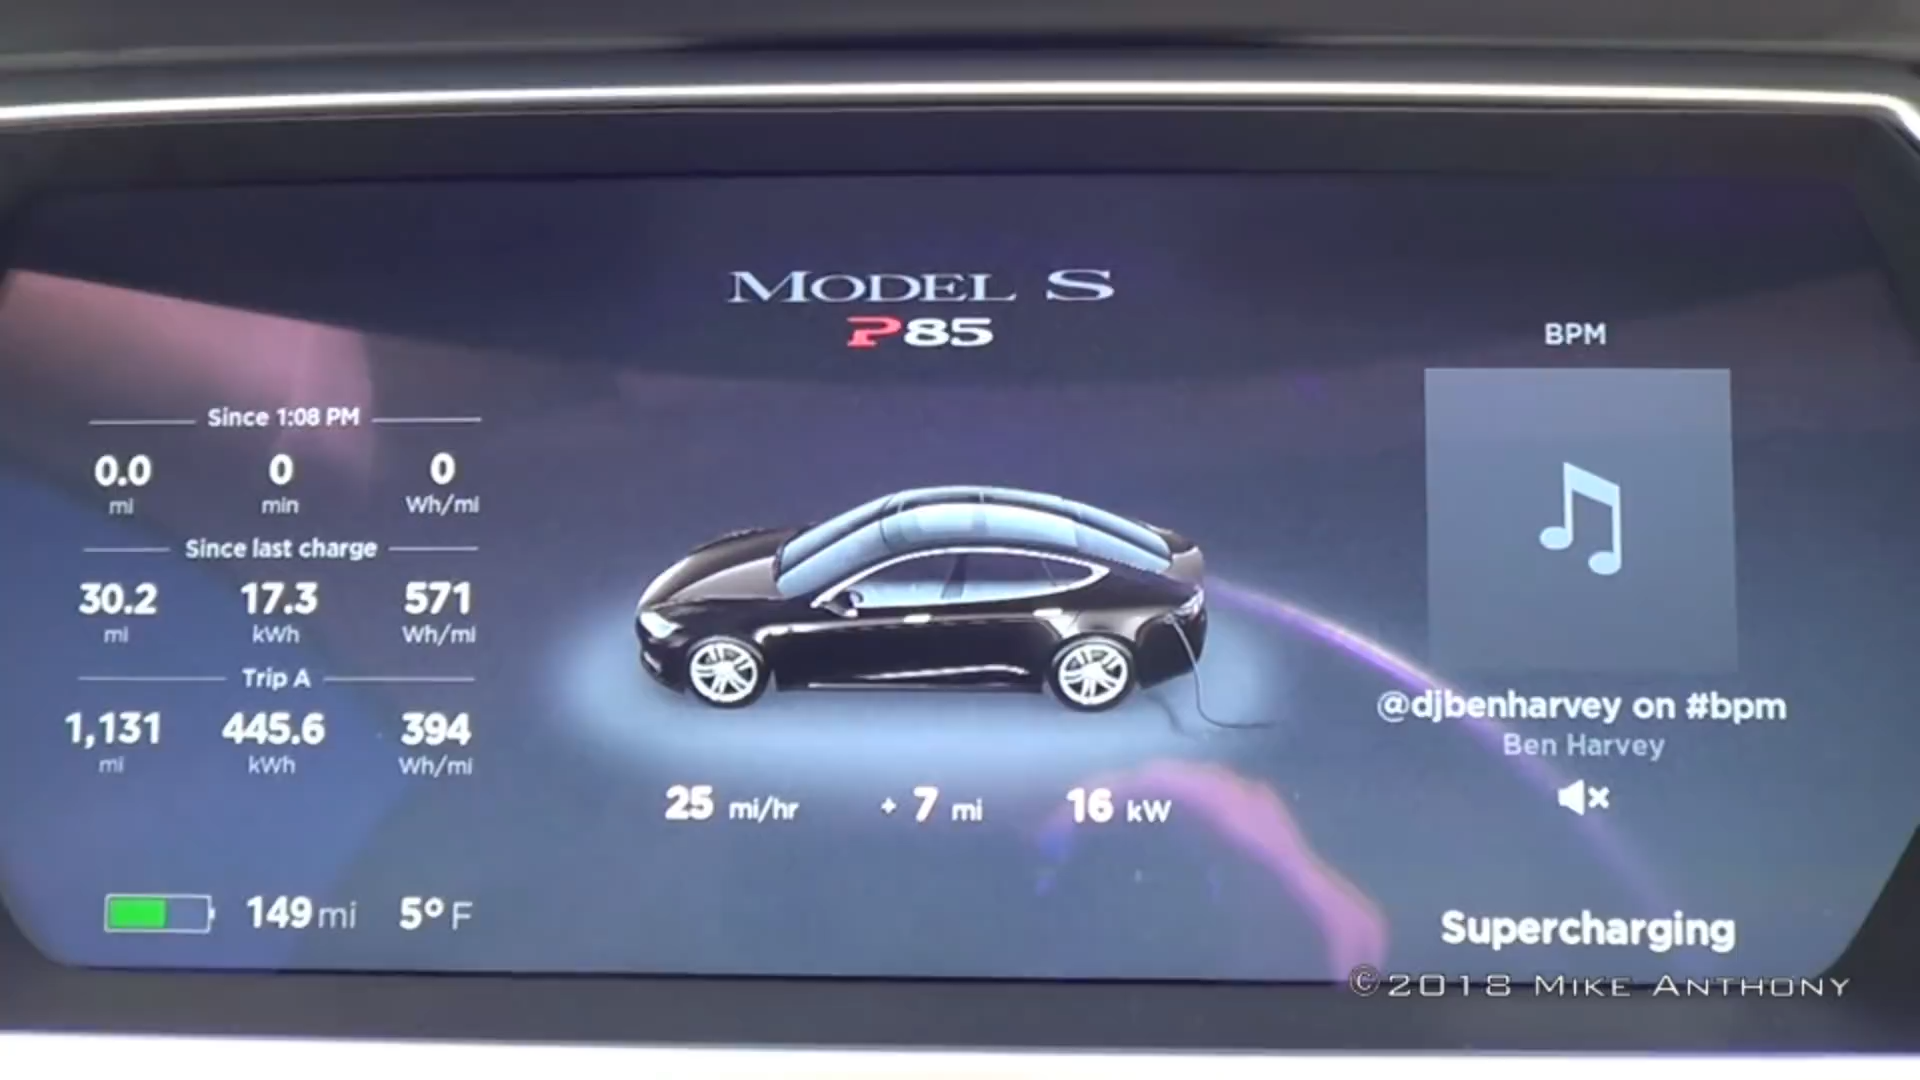 MODEL S
P85
Since 1:08 PM
0.0 0 0
mi min Wh/mi
Since last charge
30.2 17.3 571
mi kWh Wh/mi
Trip A
1,131 445.6 394
mi kWh Wh/mi
149 mi 5° F
25 mi/hr + 7 mi 16 kW
BPM
@djbenharvey on #bpm
Ben Harvey
Supercharging
©2018 MIKE ANTHONY